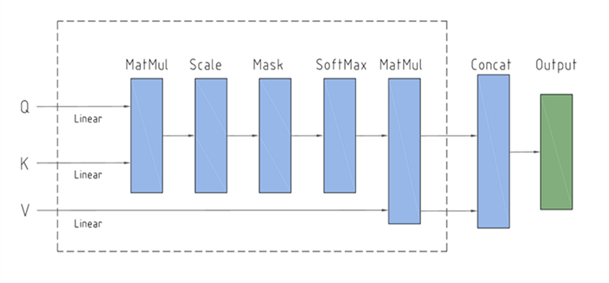 MatMul Scale Mask SoftMax MatMul Concat Output
Q
Linear
K
Linear
V
Linear